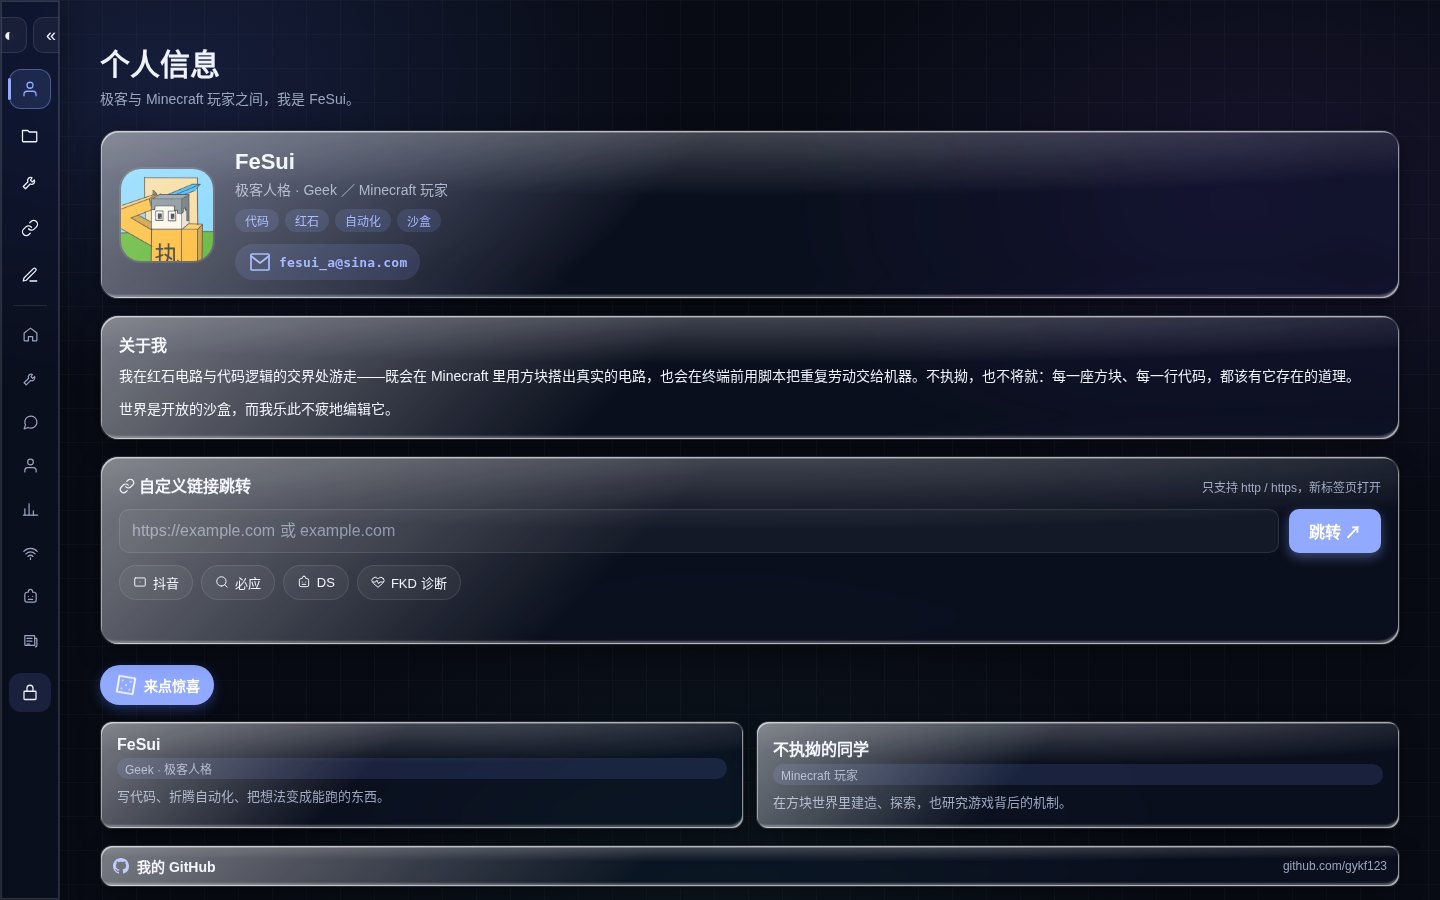 «
个人信息
极客与 Minecraft 玩家之间，我是 FeSui。
执
FeSui
极客人格 · Geek ／ Minecraft 玩家
代码 红石 自动化 沙盒
fesui_a@sina.com
关于我
我在红石电路与代码逻辑的交界处游走——既会在 Minecraft 里用方块搭出真实的电路，也会在终端前用脚本把重复劳动交给机器。不执拗，也不将就：每一座方块、每一行代码，都该有它存在的道理。
世界是开放的沙盒，而我乐此不疲地编辑它。
自定义链接跳转
只支持 http / https，新标签页打开
https://example.com 或 example.com
跳转 ↗
抖音 必应 DS FKD 诊断
来点惊喜
FeSui
Geek · 极客人格
写代码、折腾自动化、把想法变成能跑的东西。
不执拗的同学
Minecraft 玩家
在方块世界里建造、探索，也研究游戏背后的机制。
我的 GitHub
github.com/gykf123